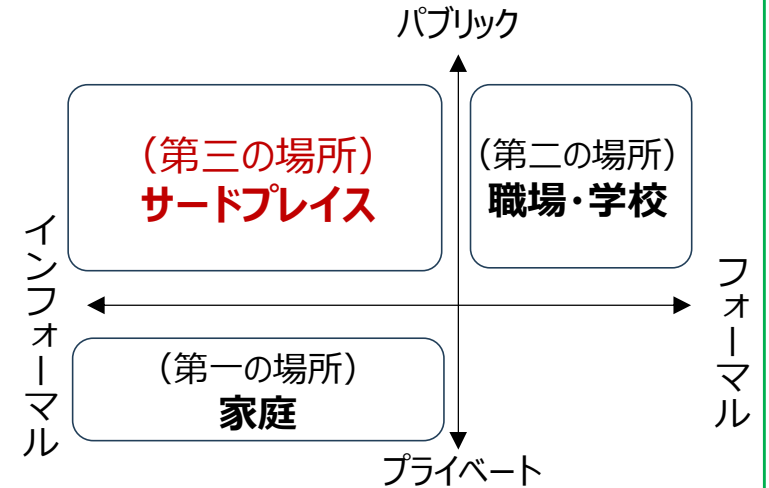 パブリック
（第三の場所）
サードプレイス
（第二の場所）
職場・学校
インフォーマル
フォーマル
（第一の場所）
家庭
プライベート